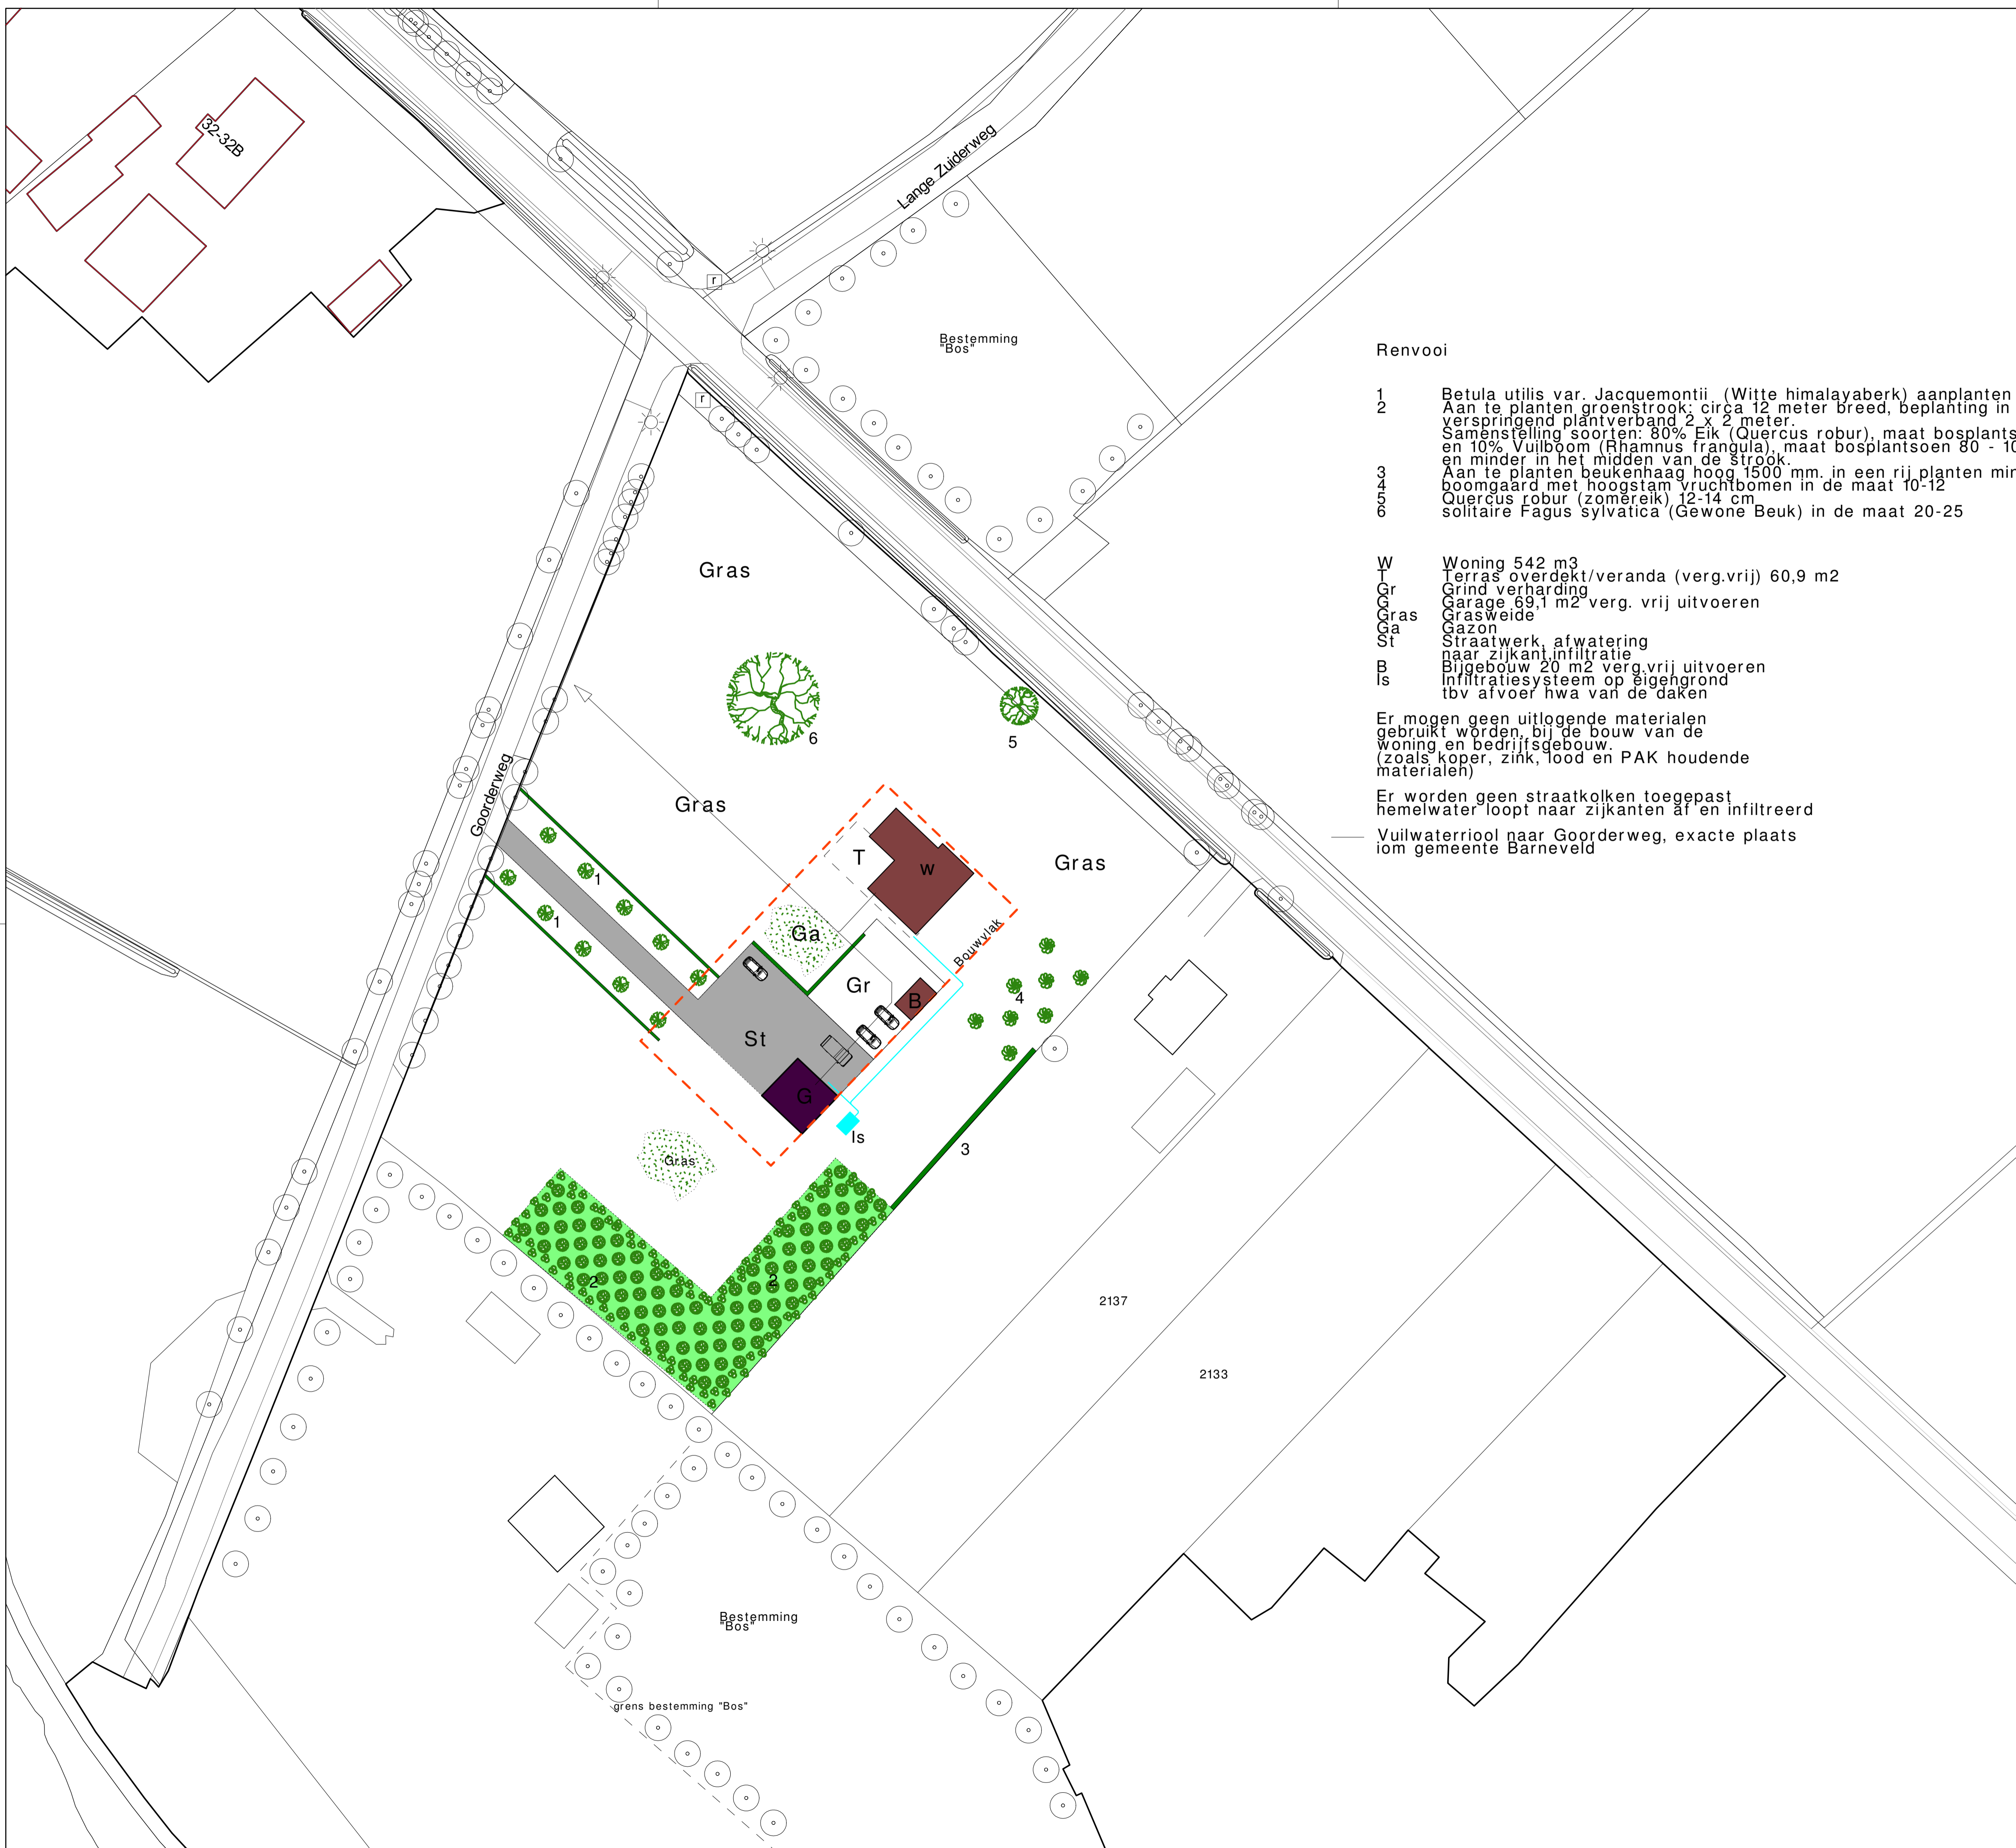 32-32B
Lange Zuiderweg
r
Bestemming
"Bos"
r
Gras
6
5
Goorderweg
Gras
Gras
T
w
1
1
Ga
Bouwvlak
Gr
B
4
St
G
Is
3
Gras
2
2
2137
2133
Bestemming
"Bos"
grens bestemming "Bos"
Renvooi
1 Betula utilis var. Jacquemontii (Witte himalayaberk) aanplanten
2 Aan te planten groenstrook: circa 12 meter breed, beplanting in
verspringend plantverband 2 x 2 meter.
Samenstelling soorten: 80% Eik (Quercus robur), maat bosplants
en 10% Vuilboom (Rhamnus frangula), maat bosplantsoen 80 - 10
en minder in het midden van de strook.
3 Aan te planten beukenhaag hoog 1500 mm. in een rij planten min
4 boomgaard met hoogstam vruchtbomen in de maat 10-12
5 Quercus robur (zomereik) 12-14 cm
6 solitaire Fagus sylvatica (Gewone Beuk) in de maat 20-25
W Woning 542 m3
T Terras overdekt/veranda (verg.vrij) 60,9 m2
Gr Grind verharding
G Garage 69,1 m2 verg. vrij uitvoeren
Gras Grasweide
Ga Gazon
St Straatwerk, afwatering
naar zijkant,infiltratie
B Bijgebouw 20 m2 verg.vrij uitvoeren
Is Infiltratiesysteem op eigengrond
tbv afvoer hwa van de daken
Er mogen geen uitlogende materialen
gebruikt worden, bij de bouw van de
woning en bedrijfsgebouw.
(zoals koper, zink, lood en PAK houdende
materialen)
Er worden geen straatkolken toegepast
hemelwater loopt naar zijkanten af en infiltreerd
Vuilwaterriool naar Goorderweg, exacte plaats
iom gemeente Barneveld